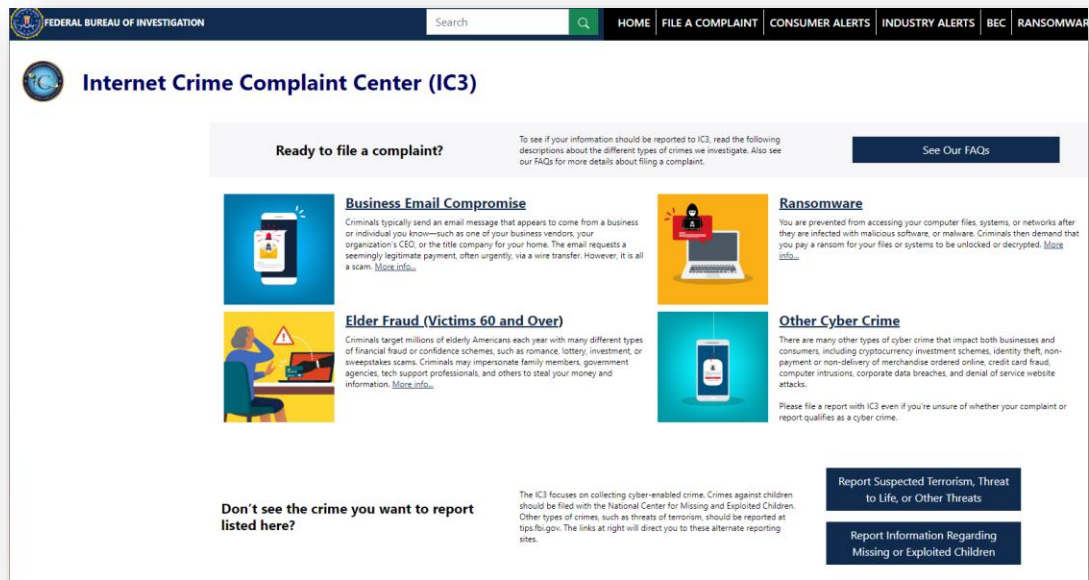 FEDERAL BUREAU OF INVESTIGATION
Search
HOME
FILE A COMPLAINT
CONSUMER ALERTS
INDUSTRY ALERTS
BEC
RANSOMWAR
Internet Crime Complaint Center (IC3)
Ready to file a complaint?
To see if your information should be reported to IC3, read the following
descriptions about the different types of crimes we investigate. Also see
our FAQs for more details about filing a complaint.
See Our FAQs
Business Email Compromise
Criminals typically send an email message that appears to come from a business
or individual you know—such as one of your business vendors, your
organization's CEO, or the title company for your home. The email requests a
seemingly legitimate payment, often urgently, via a wire transfer. However, it is all
a scam. More info...
Ransomware
You are prevented from accessing your computer files, systems, or networks after
they are infected with malicious software, or malware. Criminals then demand that
you pay a ransom for your files or systems to be unlocked or decrypted. More
info...
Elder Fraud (Victims 60 and Over)
Criminals target millions of elderly Americans each year with many different types
of financial fraud or confidence schemes, such as romance, lottery, investment, or
sweepstakes scams. Criminals may impersonate family members, government
agencies, tech support professionals, and others to steal your money and
information. More info...
Other Cyber Crime
There are many other types of cyber crime that impact both businesses and
consumers, including cryptocurrency investment schemes, identity theft, non-
payment or non-delivery of merchandise ordered online, credit card fraud,
computer intrusions, corporate data breaches, and denial of service website
attacks.
Please file a report with IC3 even if you're unsure of whether your complaint or
report qualifies as a cyber crime.
Don't see the crime you want to report
listed here?
The IC3 focuses on collecting cyber-enabled crime. Crimes against children
should be filed with the National Center for Missing and Exploited Children.
Other types of crimes, such as threats of terrorism, should be reported at
tips.fbi.gov. The links at right will direct you to these alternate reporting
sites.
Report Suspected Terrorism, Threat
to Life, or Other Threats
Report Information Regarding
Missing or Exploited Children